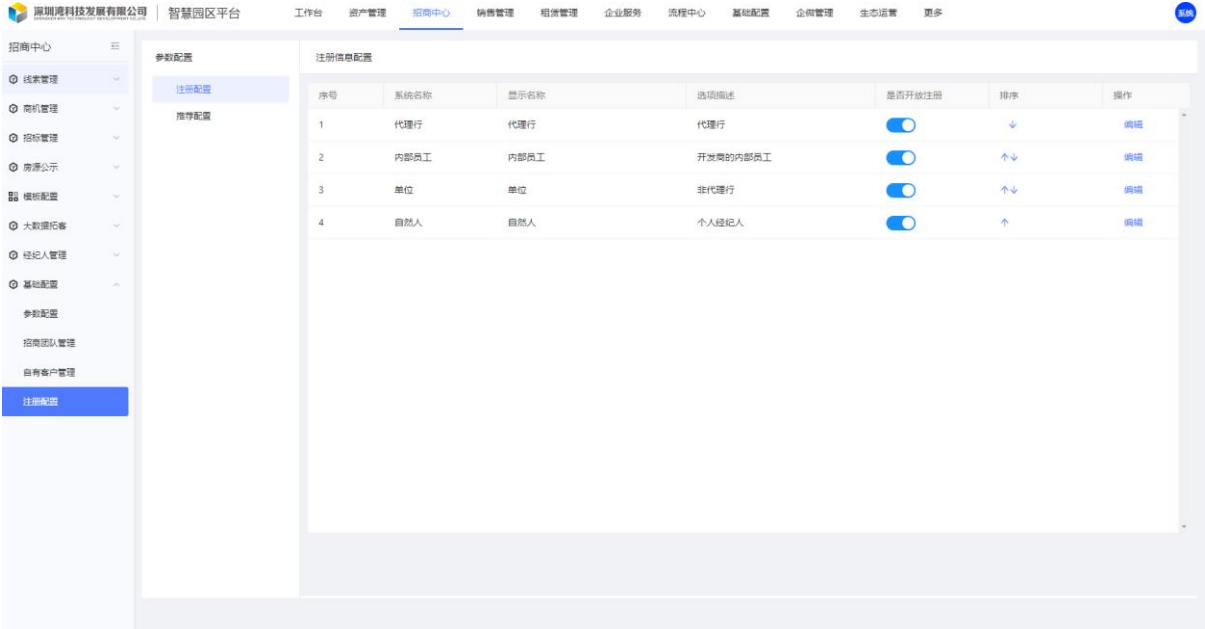 深圳湾科技发展有限公司 智慧园区平台 工作台 资产管理 招商中心 销售管理 租赁管理 企业服务 流程中心 基础配置 企微管理 生态运营 更多 系统
招商中心
线索管理
商机管理
招标管理
房源公示
模板配置
大数据拓客
经纪人管理
基础配置
参数配置
招商团队管理
自有客户管理
注册配置
参数配置
注册配置
推荐配置
注册信息配置
序号 系统名称 显示名称 选项描述 是否开放注册 排序 操作
1 代理行 代理行 代理行 编辑
2 内部员工 内部员工 开发商的内部员工 编辑
3 单位 单位 非代理行 编辑
4 自然人 自然人 个人经纪人 编辑